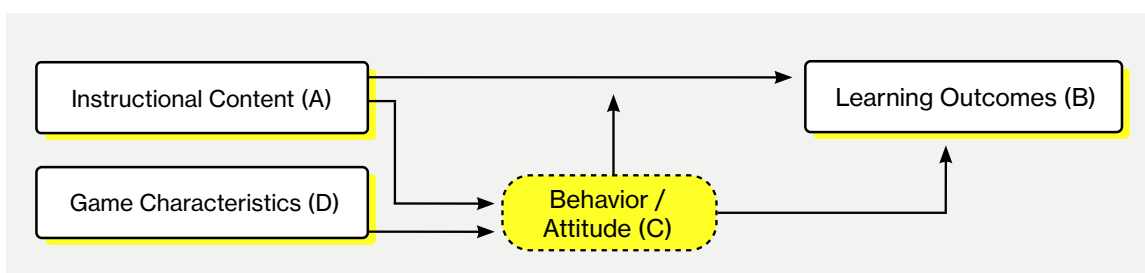 Instructional Content (A)
Learning Outcomes (B)
Game Characteristics (D)
Behavior /
Attitude (C)